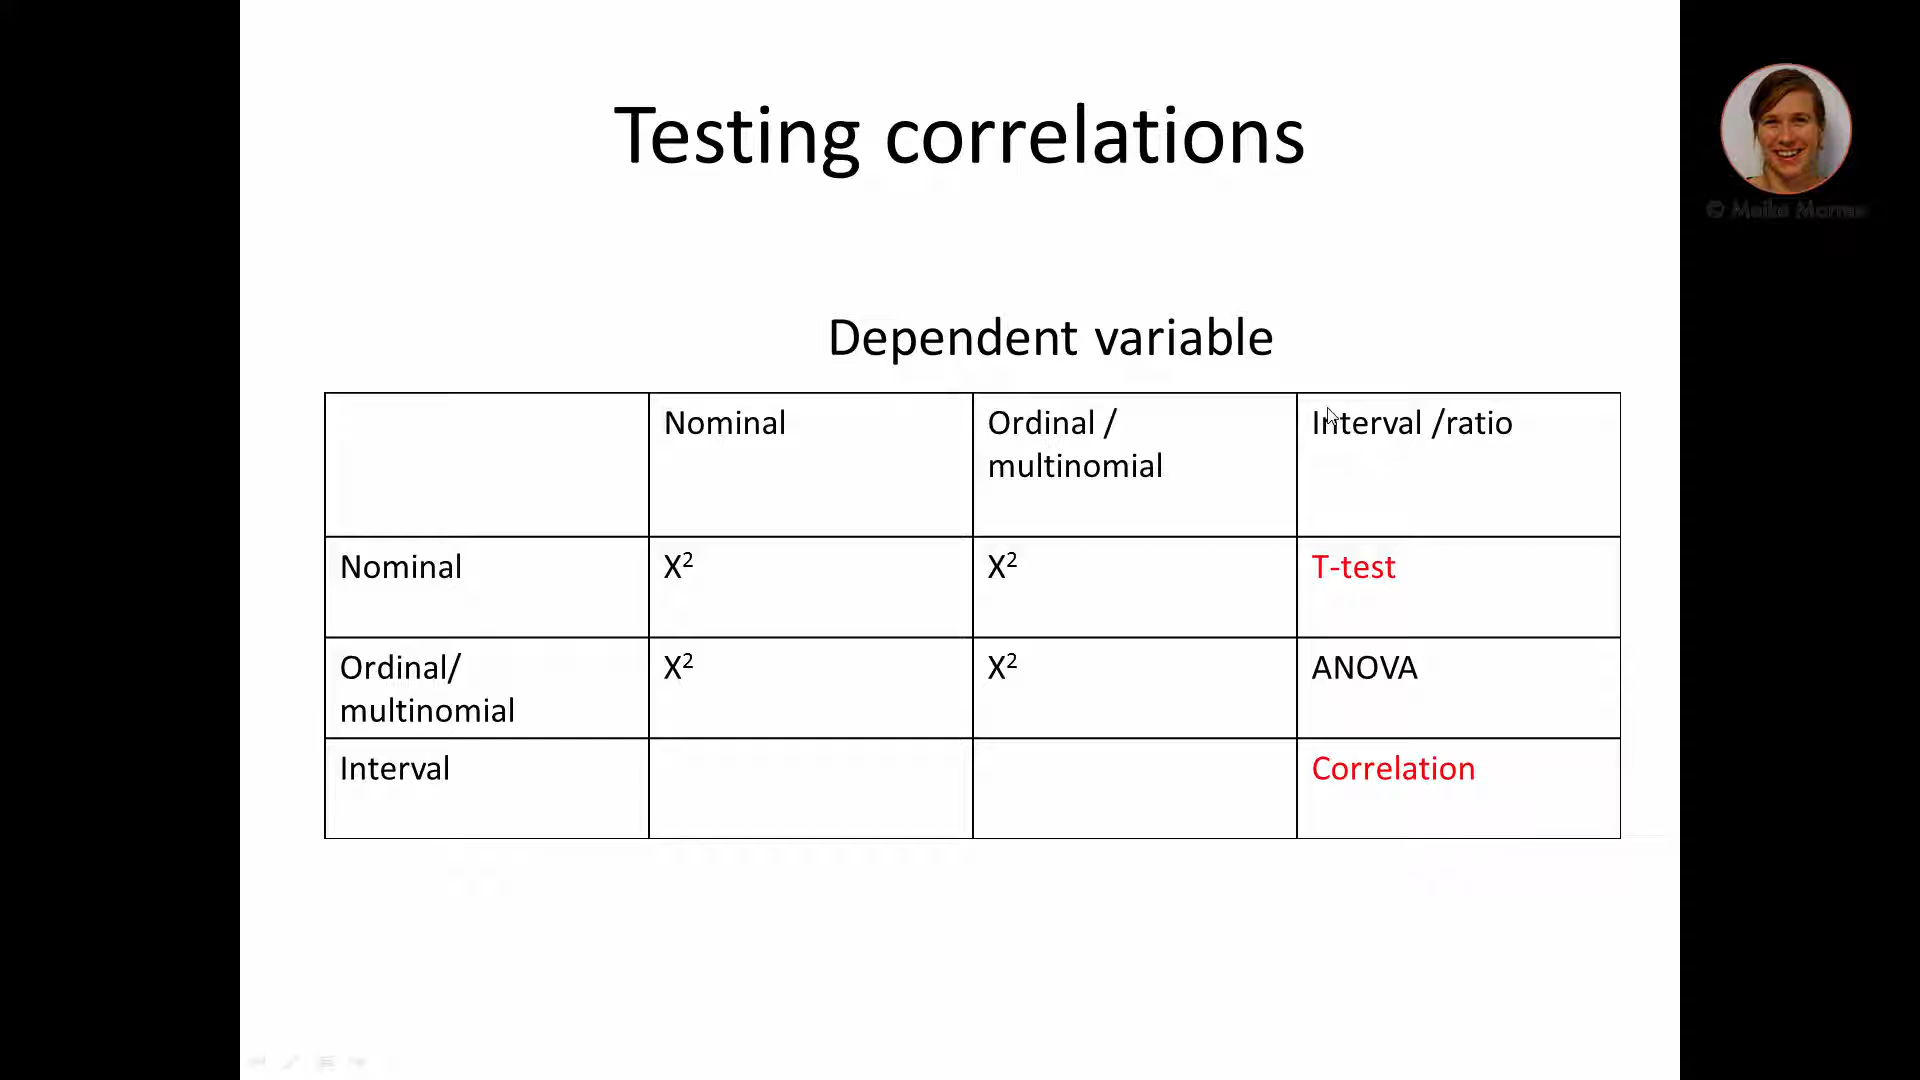 Testing correlations
Dependent variable
Nominal
Ordinal /
multinomial
Interval /ratio
Nominal
X²
X²
T-test
Ordinal/
multinomial
X²
X²
ANOVA
Interval
Correlation
© Meike